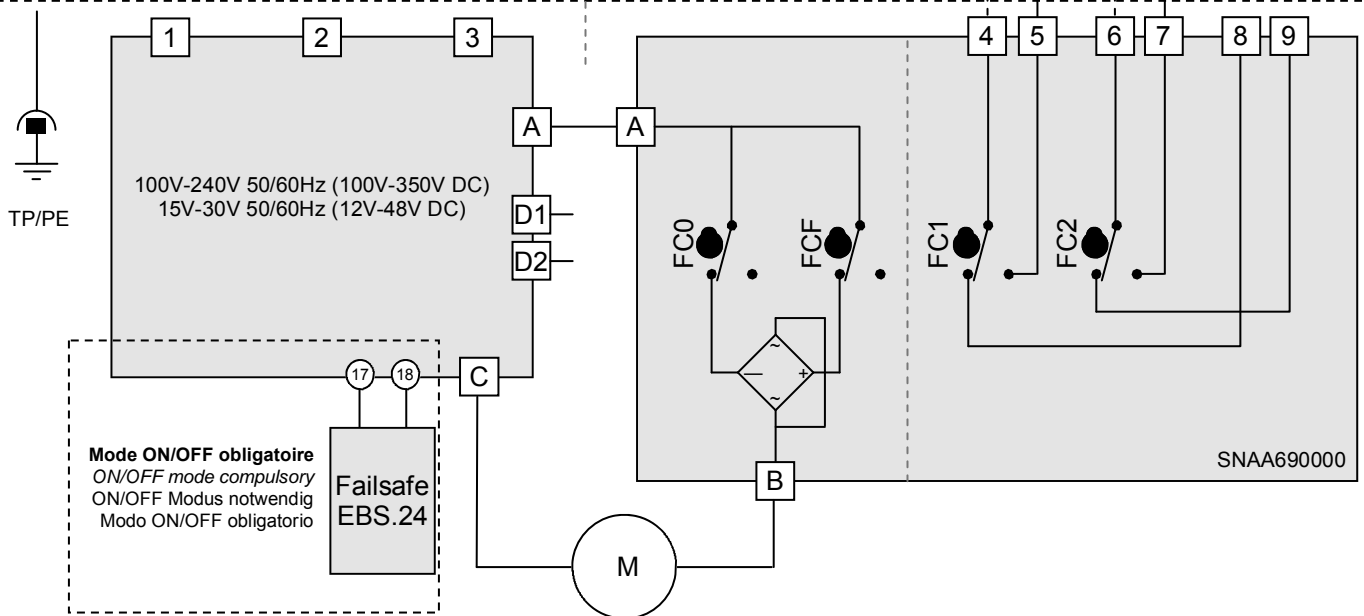 1
2
3
4
5
6
7
8
9
A
A
100V-240V 50/60Hz (100V-350V DC)
15V-30V 50/60Hz (12V-48V DC)
TP/PE
D1
D2
FC0
FCF
FC1
FC2
~
— +
~
17
18
C
Mode ON/OFF obligatoire
ON/OFF mode compulsory
ON/OFF Modus notwendig
Modo ON/OFF obligatorio
Failsafe
EBS.24
SNAA690000
B
M